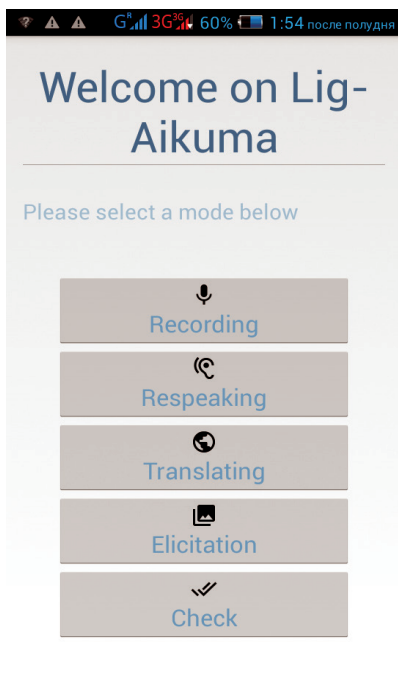 G R 3G 3G 60% 1:54 после полудня
Welcome on Lig-
Aikuma
Please select a mode below
Recording
Respeaking
Translating
Elicitation
Check